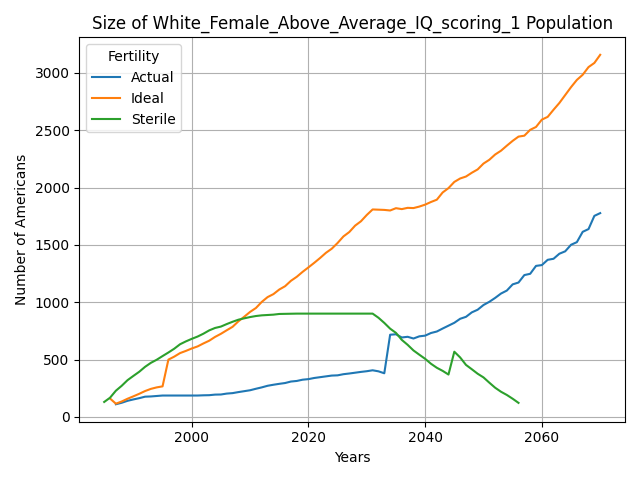 Size of White_Female_Above_Average_IQ_scoring_1 Population
Fertility
Actual
Ideal
Sterile
Number of Americans
3000
2500
2000
1500
1000
500
0
2000
2020
2040
2060
Years